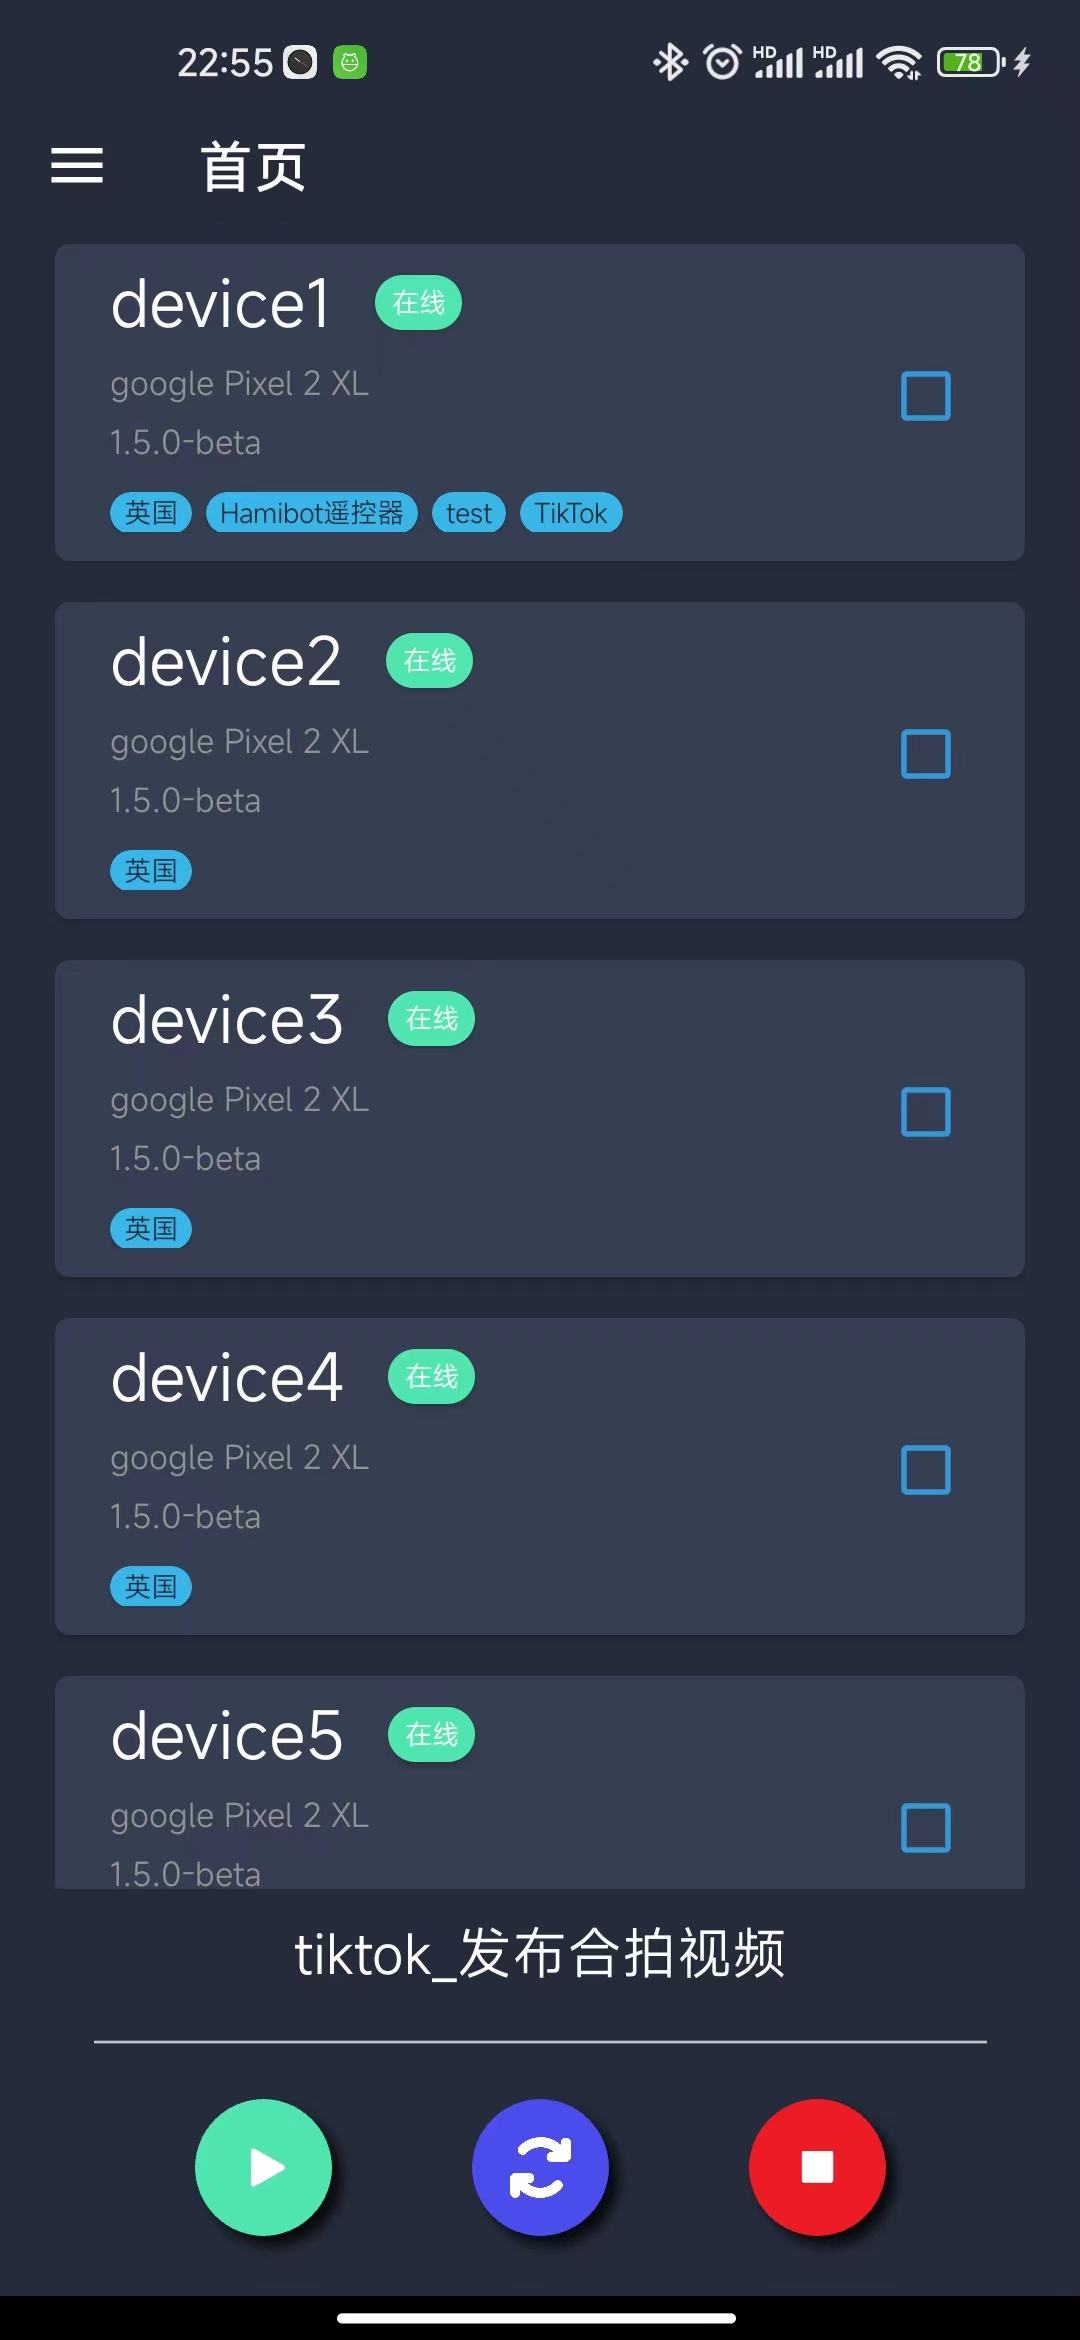 22:55 HD HD 78
首页
device1 在线
google Pixel 2 XL
1.5.0-beta
英国 Hamibot遥控器 test TikTok
device2 在线
google Pixel 2 XL
1.5.0-beta
英国
device3 在线
google Pixel 2 XL
1.5.0-beta
英国
device4 在线
google Pixel 2 XL
1.5.0-beta
英国
device5 在线
google Pixel 2 XL
1.5.0-beta
tiktok_发布合拍视频